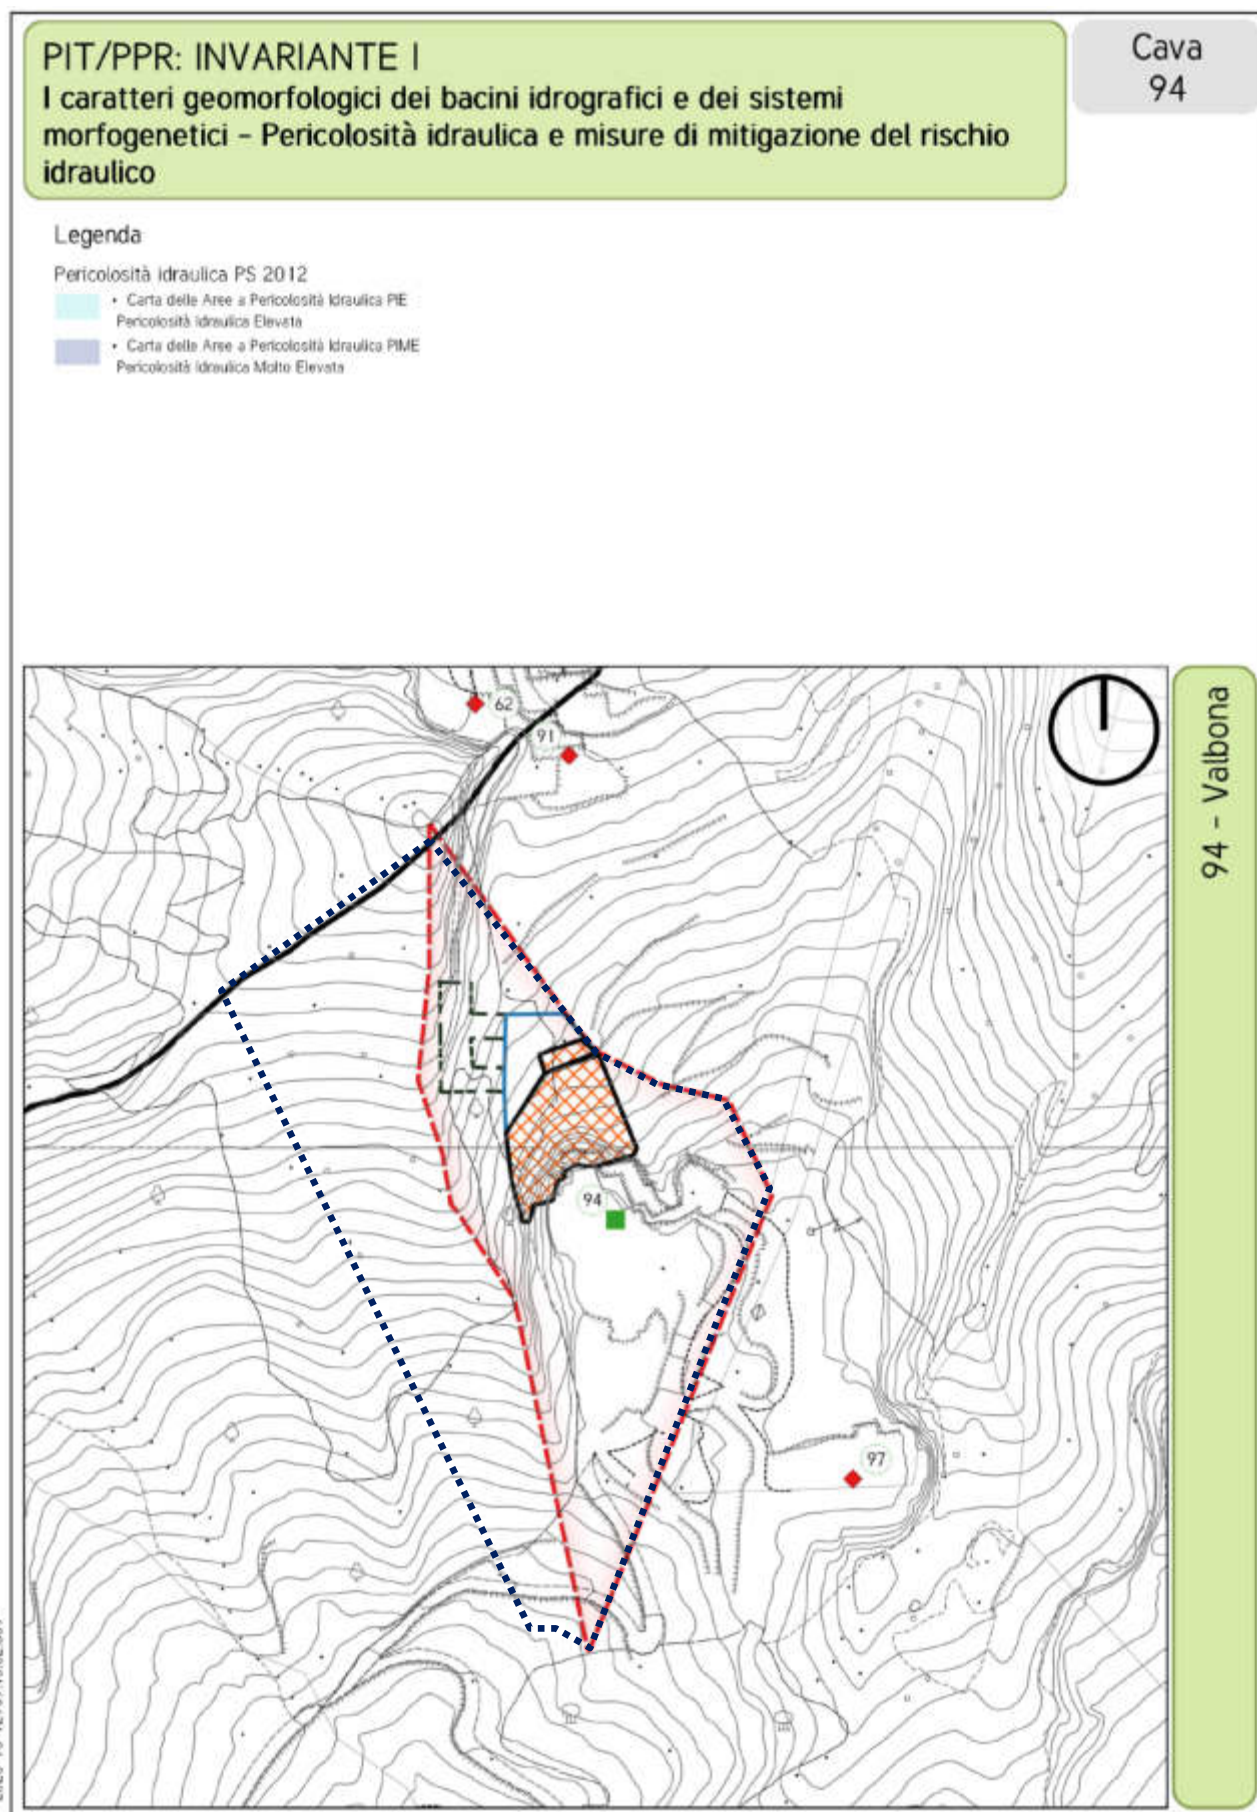 PIT/PPR: INVARIANTE I
I caratteri geomorfologici dei bacini idrografici e dei sistemi
morfogenetici – Pericolosità idraulica e misure di mitigazione del rischio
idraulico
Cava
94
Legenda
Pericolosità idraulica PS 2012
• Carta delle Aree a Pericolosità Idraulica PIE
Pericolosità Idraulica Elevata
• Carta delle Aree a Pericolosità Idraulica PIME
Pericolosità Idraulica Molto Elevata
62
91
94
97
94 - Valbona